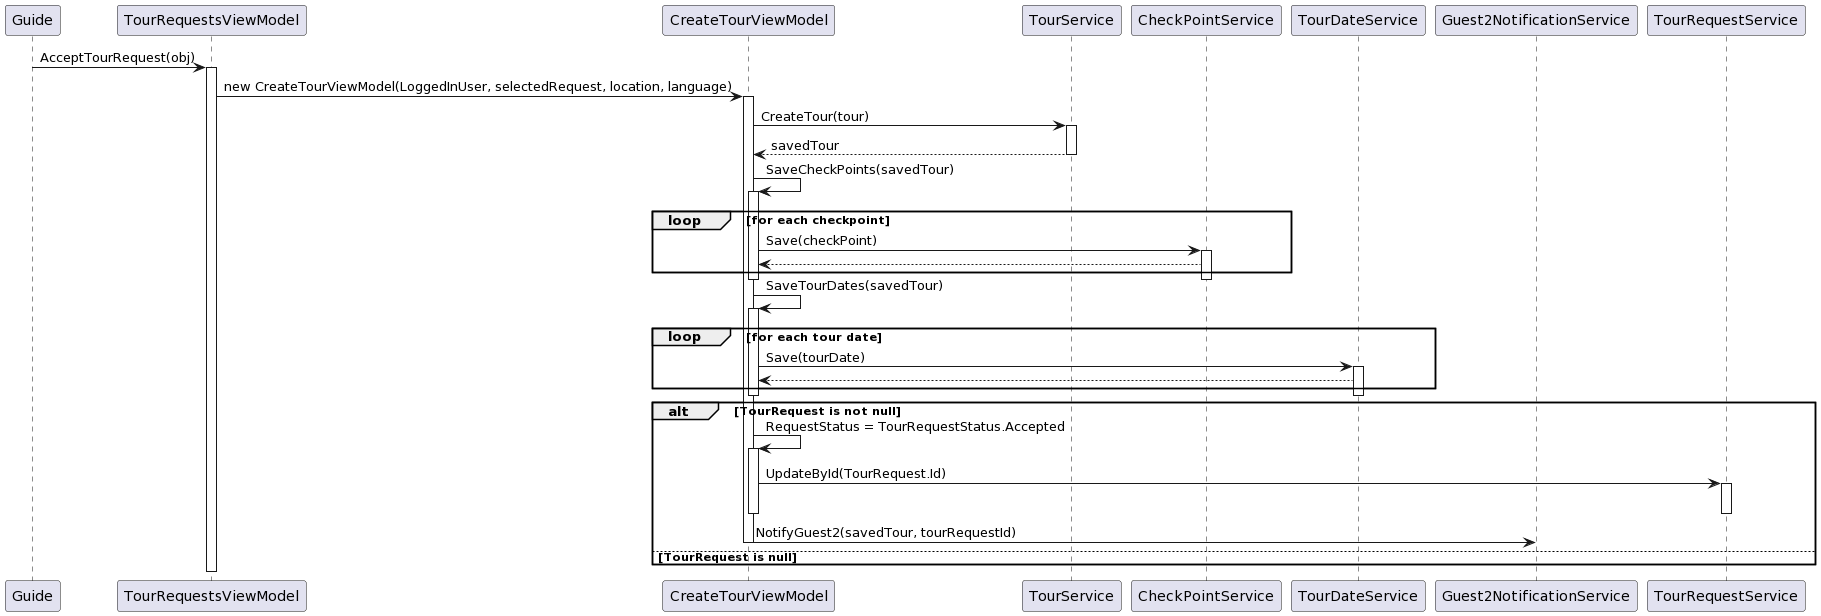 Guide TourRequestsViewModel CreateTourViewModel TourService CheckPointService TourDateService Guest2NotificationService TourRequestService
AcceptTourRequest(obj)
new CreateTourViewModel(LoggedInUser, selectedRequest, location, language)
CreateTour(tour)
savedTour
SaveCheckPoints(savedTour)
loop [for each checkpoint]
Save(checkPoint)
SaveTourDates(savedTour)
loop [for each tour date]
Save(tourDate)
alt [TourRequest is not null]
RequestStatus = TourRequestStatus.Accepted
UpdateById(TourRequest.Id)
NotifyGuest2(savedTour, tourRequestId)
[TourRequest is null]
Guide TourRequestsViewModel CreateTourViewModel TourService CheckPointService TourDateService Guest2NotificationService TourRequestService